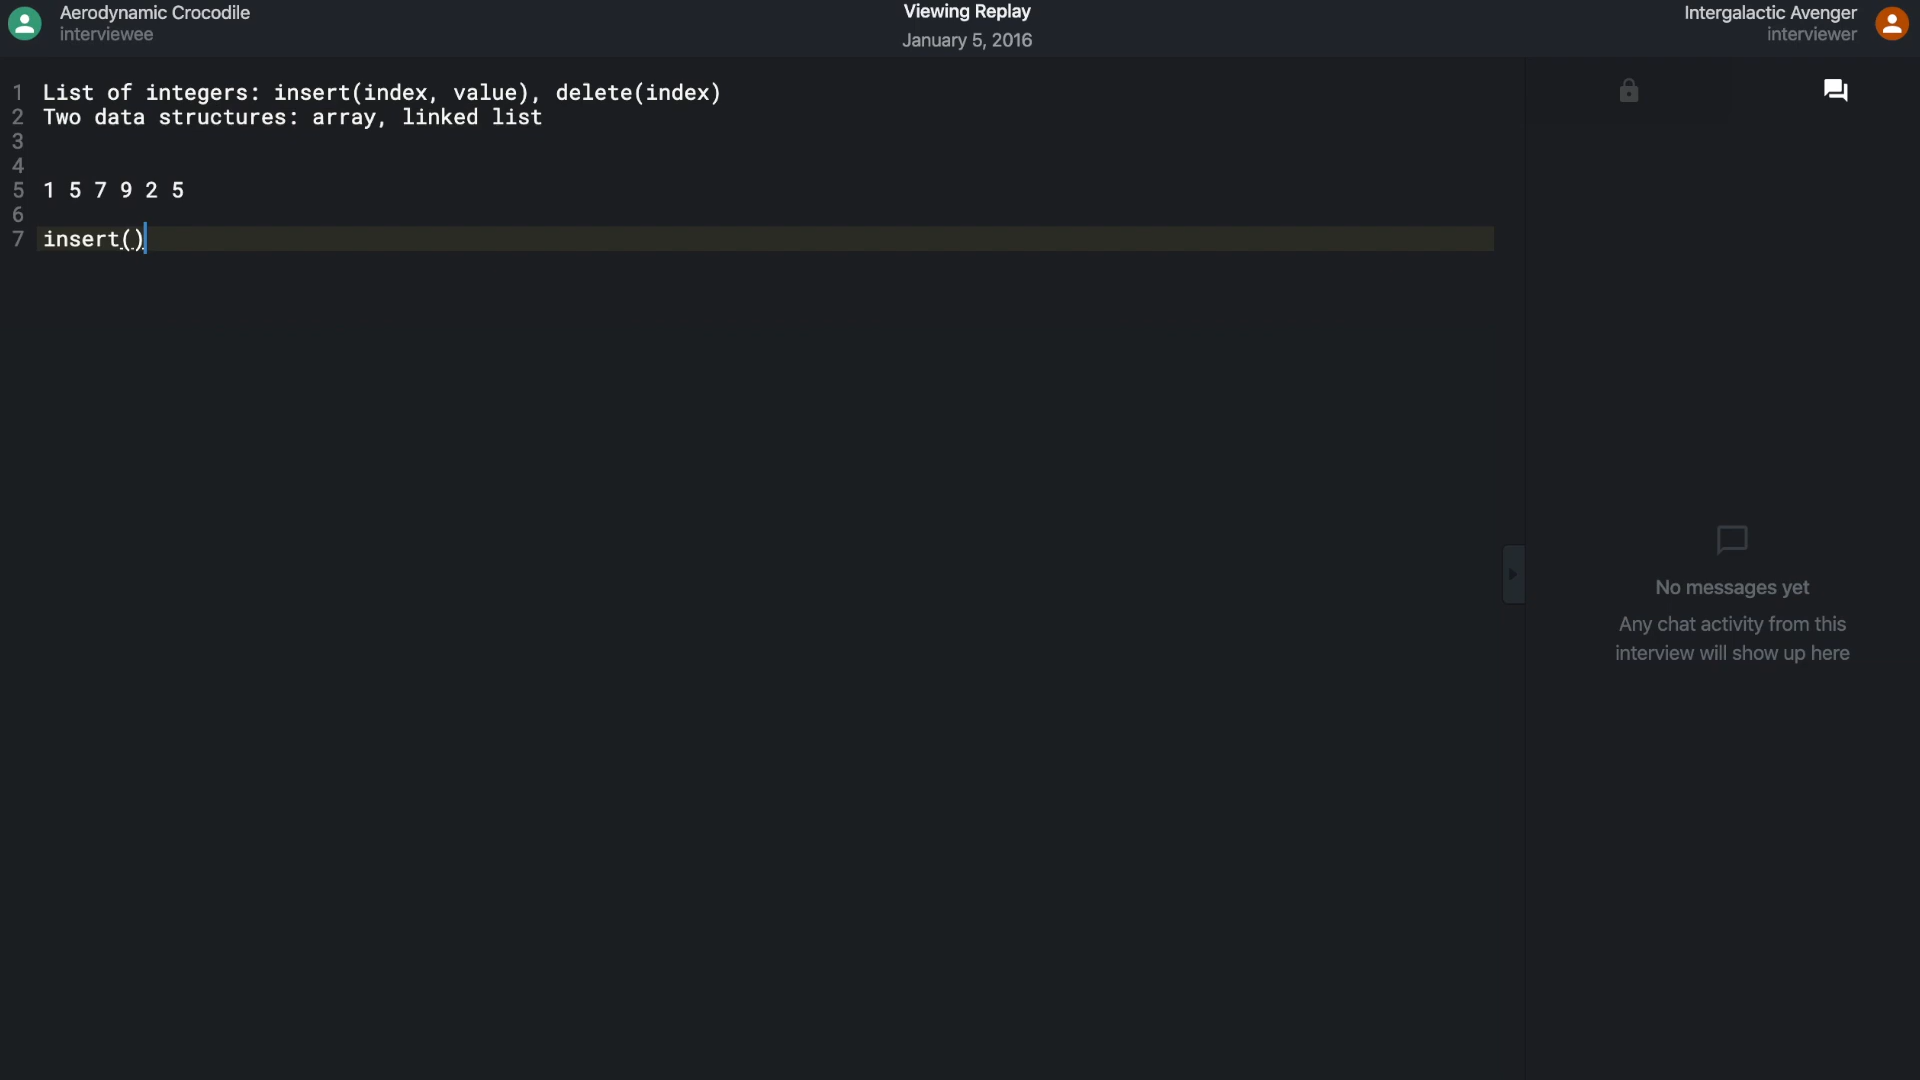 Aerodynamic Crocodile
interviewee
Viewing Replay
January 5, 2016
Intergalactic Avenger
interviewer
1 List of integers: insert(index, value), delete(index)
2 Two data structures: array, linked list
3
4
5 1 5 7 9 2 5
6
7 insert()
No messages yet
Any chat activity from this
interview will show up here